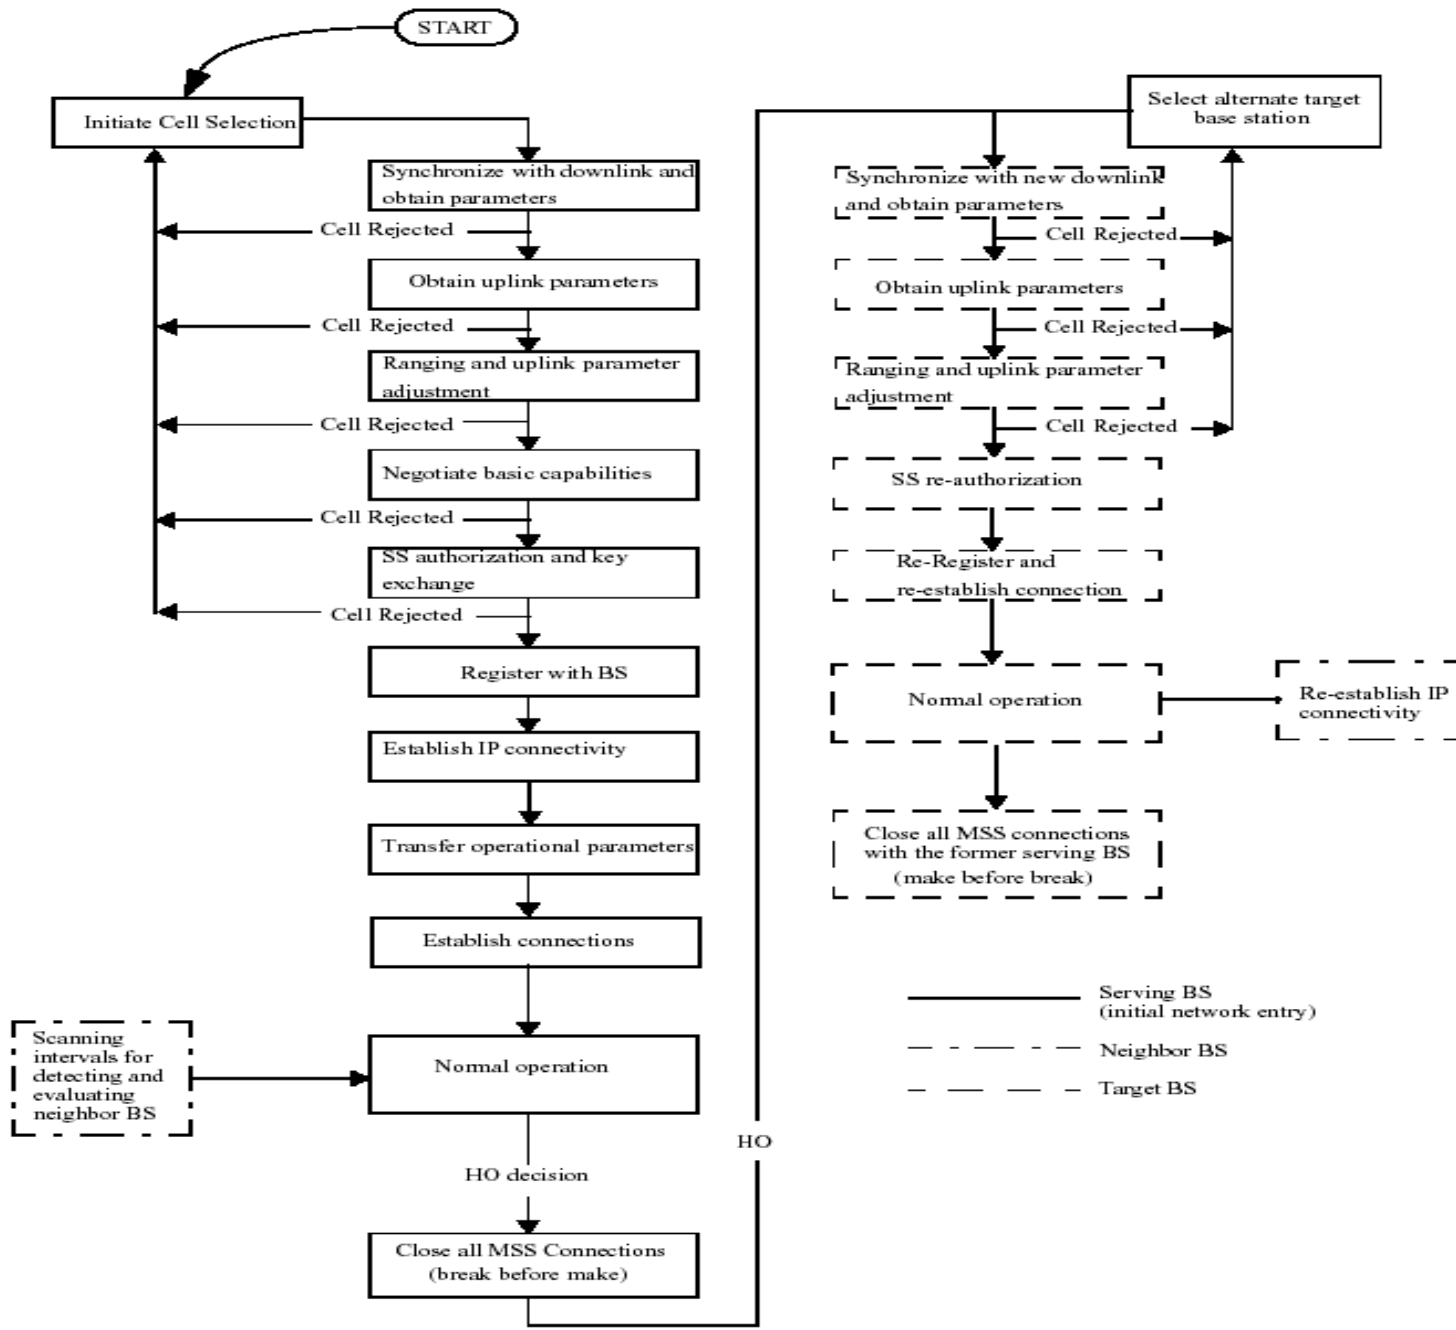 START
Initiate Cell Selection
Synchronize with downlink and
obtain parameters
Cell Rejected
Obtain uplink parameters
Cell Rejected
Ranging and uplink parameter
adjustment
Cell Rejected
Negotiate basic capabilities
Cell Rejected
SS authorization and key
exchange
Cell Rejected
Register with BS
Establish IP connectivity
Transfer operational parameters
Establish connections
Scanning
intervals for
detecting and
evaluating
neighbor BS
Normal operation
HO decision
Close all MSS Connections
(break before make)
HO
Select alternate target
base station
Synchronize with new downlink
and obtain parameters
Cell Rejected
Obtain uplink parameters
Cell Rejected
Ranging and uplink parameter
adjustment
Cell Rejected
SS re-authorization
Re-Register and
re-establish connection
Normal operation
Re-establish IP
connectivity
Close all MSS connections
with the former serving BS
(make before break)
Serving BS
(initial network entry)
Neighbor BS
Target BS